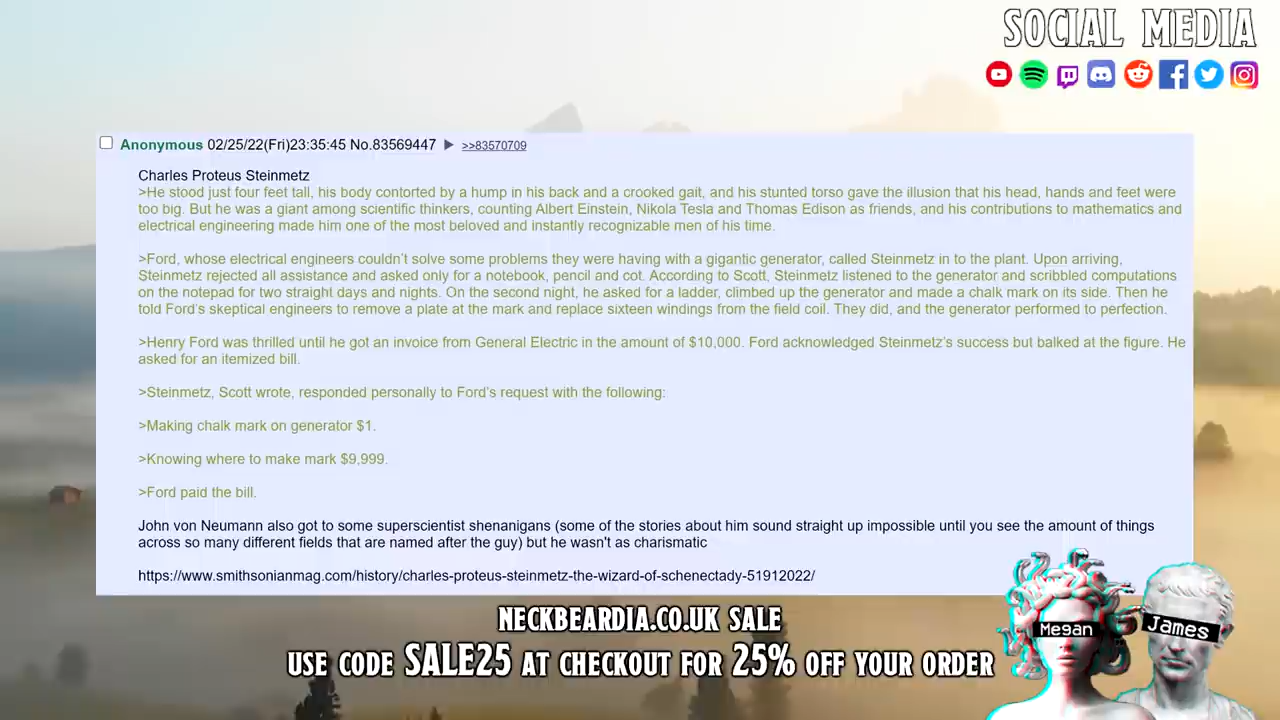 SOCIAL MEDIA
Anonymous 02/25/22(Fri)23:35:45 No.83569447 ▶ >>83570709
Charles Proteus Steinmetz
>He stood just four feet tall, his body contorted by a hump in his back and a crooked gait, and his stunted torso gave the illusion that his head, hands and feet were
too big. But he was a giant among scientific thinkers, counting Albert Einstein, Nikola Tesla and Thomas Edison as friends, and his contributions to mathematics and
electrical engineering made him one of the most beloved and instantly recognizable men of his time.
>Ford, whose electrical engineers couldn't solve some problems they were having with a gigantic generator, called Steinmetz in to the plant. Upon arriving,
Steinmetz rejected all assistance and asked only for a notebook, pencil and cot. According to Scott, Steinmetz listened to the generator and scribbled computations
on the notepad for two straight days and nights. On the second night, he asked for a ladder, climbed up the generator and made a chalk mark on its side. Then he
told Ford's skeptical engineers to remove a plate at the mark and replace sixteen windings from the field coil. They did, and the generator performed to perfection.
>Henry Ford was thrilled until he got an invoice from General Electric in the amount of $10,000. Ford acknowledged Steinmetz's success but balked at the figure. He
asked for an itemized bill.
>Steinmetz, Scott wrote, responded personally to Ford's request with the following:
>Making chalk mark on generator $1.
>Knowing where to make mark $9,999.
>Ford paid the bill.
John von Neumann also got to some superscientist shenanigans (some of the stories about him sound straight up impossible until you see the amount of things
across so many different fields that are named after the guy) but he wasn't as charismatic
https://www.smithsonianmag.com/history/charles-proteus-steinmetz-the-wizard-of-schenectady-51912022/
NECKBEARDIA.CO.UK SALE
USE CODE SALE25 AT CHECKOUT FOR 25% OFF YOUR ORDER
Megan
James